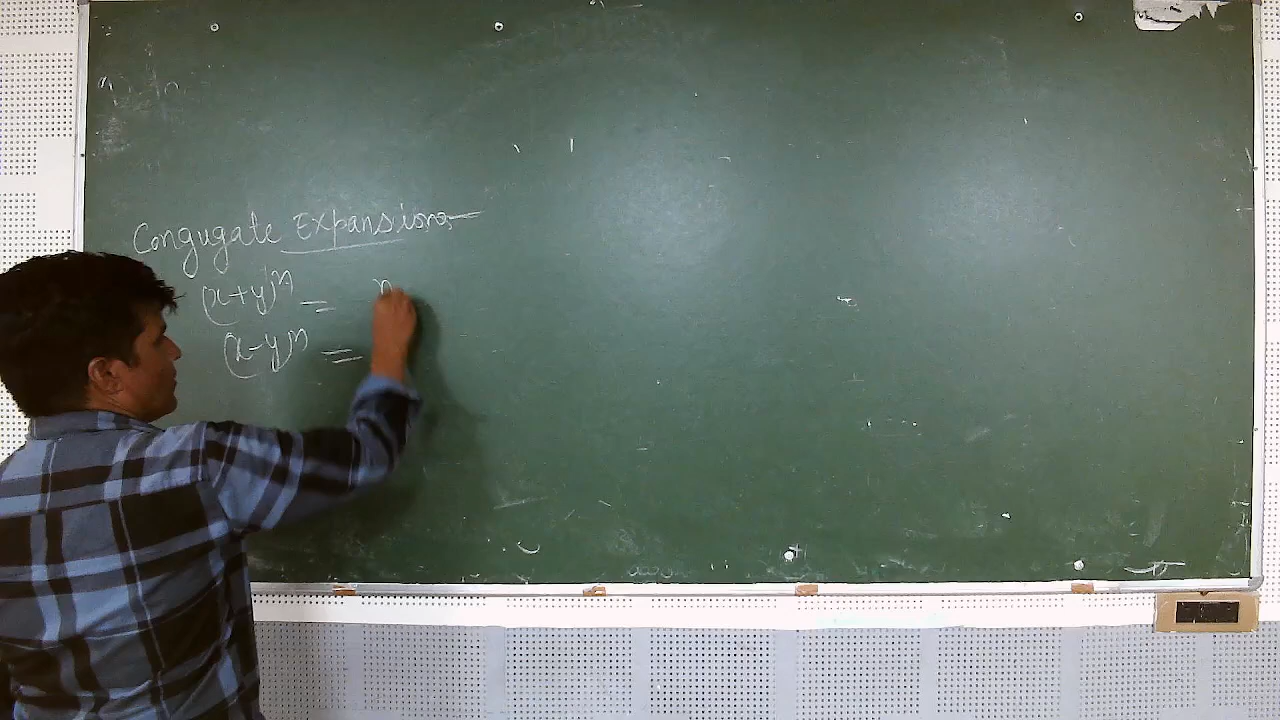 Congugate Expansions
(x+y)^n = n
(x-y)^n =